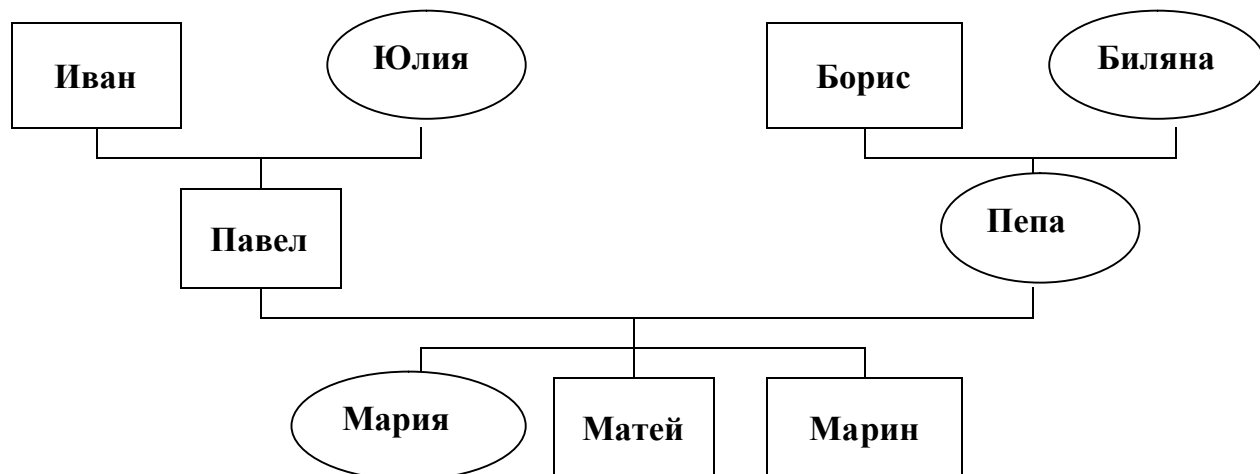 Иван
Юлия
Борис
Биляна
Павел
Пепа
Мария
Матей
Марин